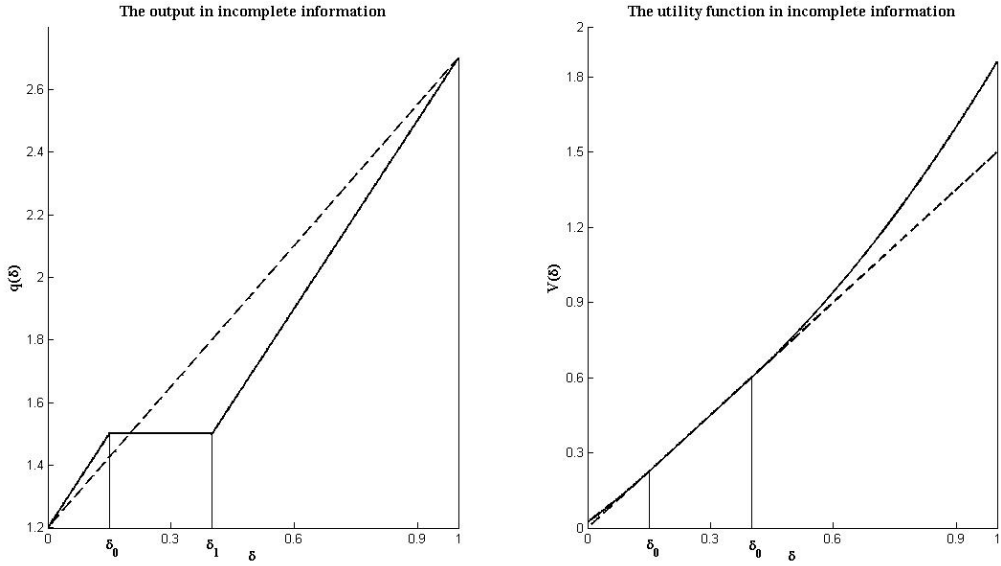 The output in incomplete information
q(δ)
2.6
2.4
2.2
2
1.8
1.6
1.4
1.2
0
δ₀
0.3
δ₁
0.6
0.9
1
δ
The utility function in incomplete information
V(δ)
2
1.8
1.5
1.2
0.9
0.6
0.3
0
0
δ₀
0.3
δ₀
0.6
0.9
1
δ